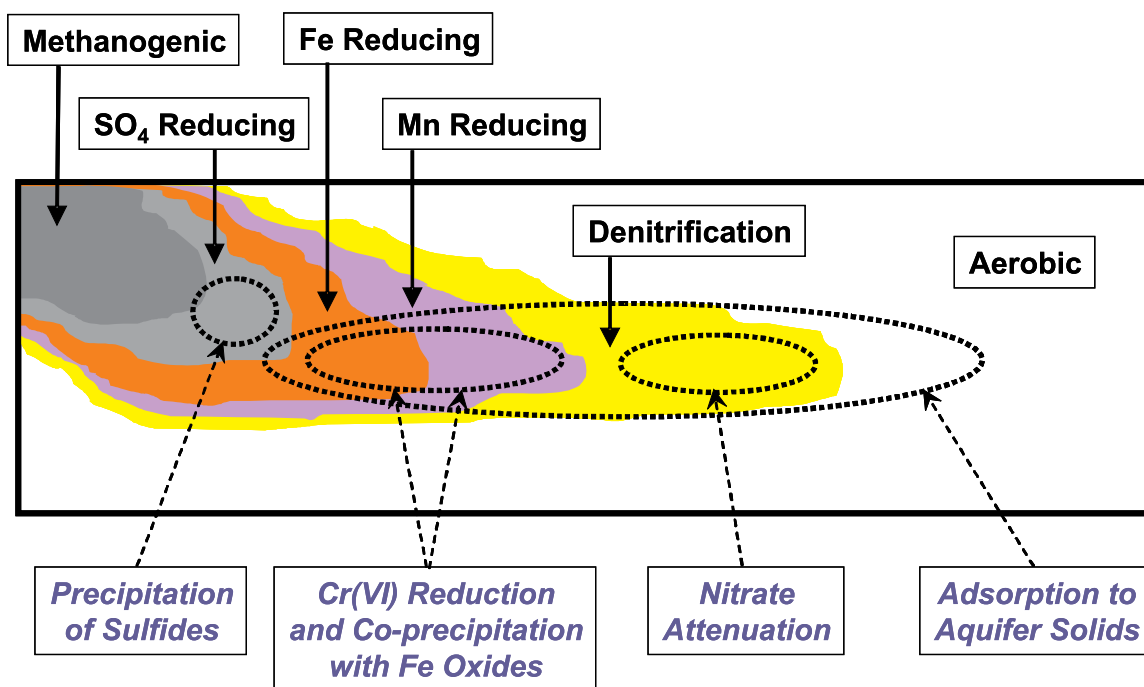 Methanogenic
Fe Reducing
SO₄ Reducing
Mn Reducing
Denitrification
Aerobic
Precipitation
of Sulfides
Cr(VI) Reduction
and Co-precipitation
with Fe Oxides
Nitrate
Attenuation
Adsorption to
Aquifer Solids